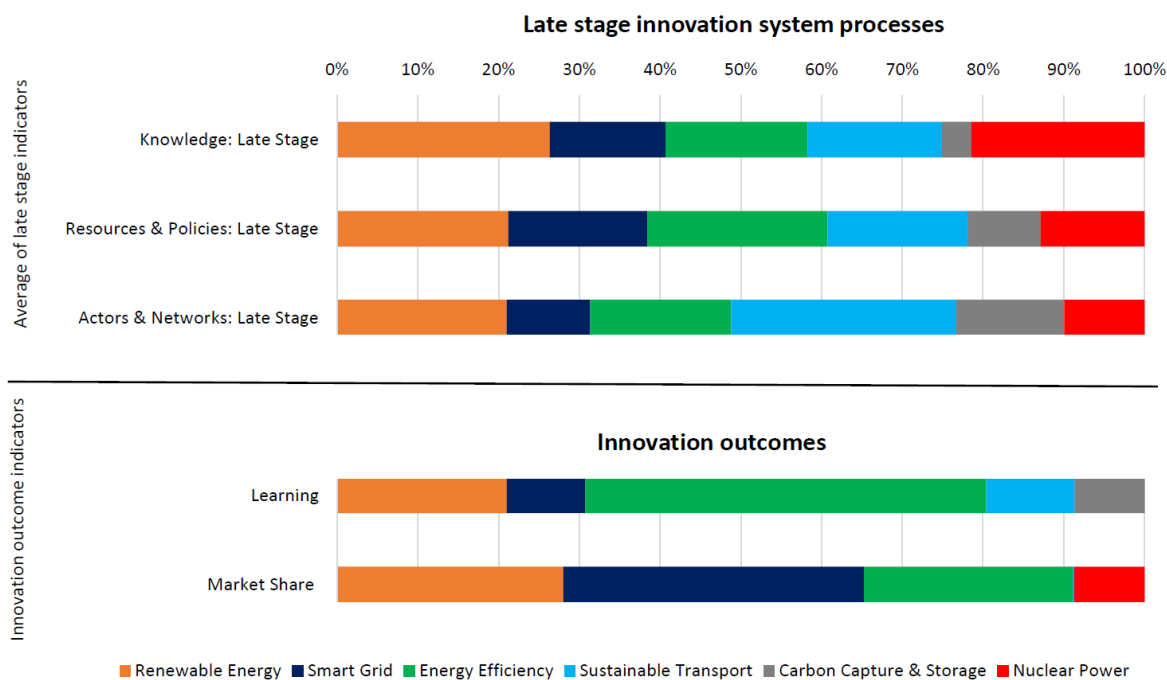 Late stage innovation system processes
0% 10% 20% 30% 40% 50% 60% 70% 80% 90% 100%
Average of late stage indicators
Knowledge: Late Stage
Resources & Policies: Late Stage
Actors & Networks: Late Stage
Innovation outcome indicators
Innovation outcomes
Learning
Market Share
Renewable Energy Smart Grid Energy Efficiency Sustainable Transport Carbon Capture & Storage Nuclear Power